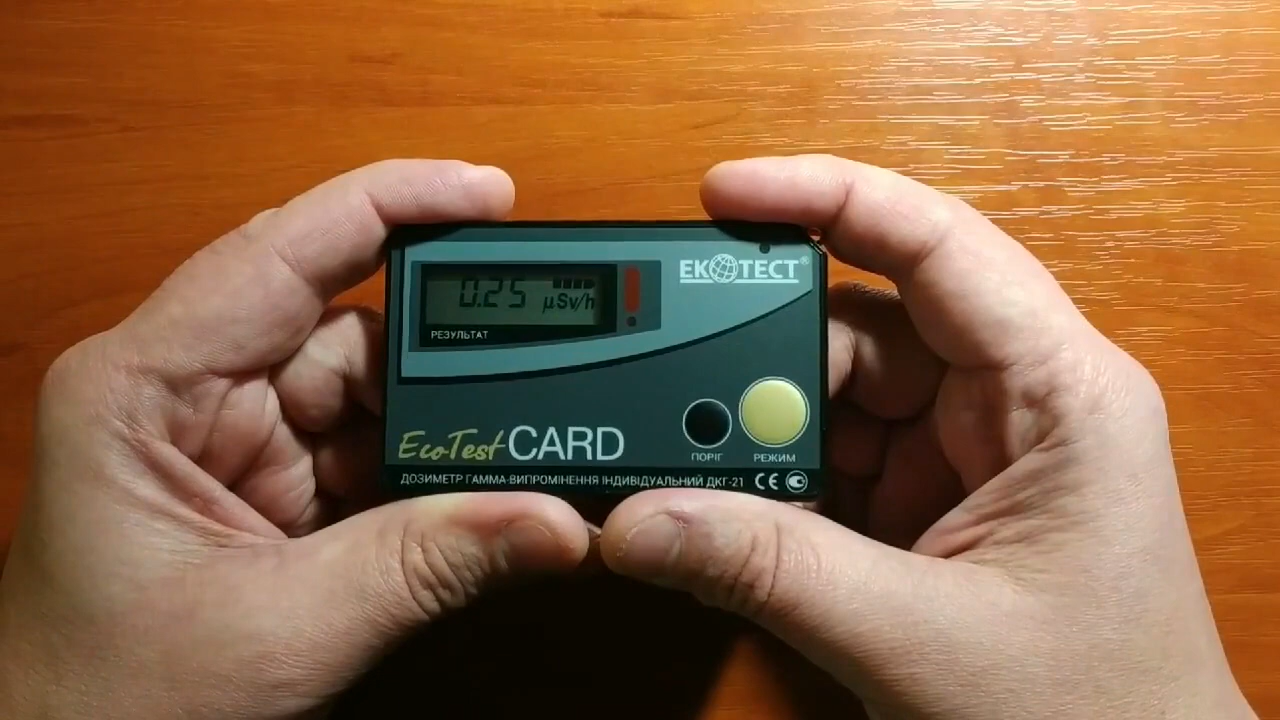 0.25 µSv/h
РЕЗУЛЬТАТ
ЕКОТЕСТ®
EcoTest CARD
ПОРІГ
РЕЖИМ
ДОЗИМЕТР ГАММА-ВИПРОМІНЕННЯ ІНДИВІДУАЛЬНИЙ ДКГ-21 CE